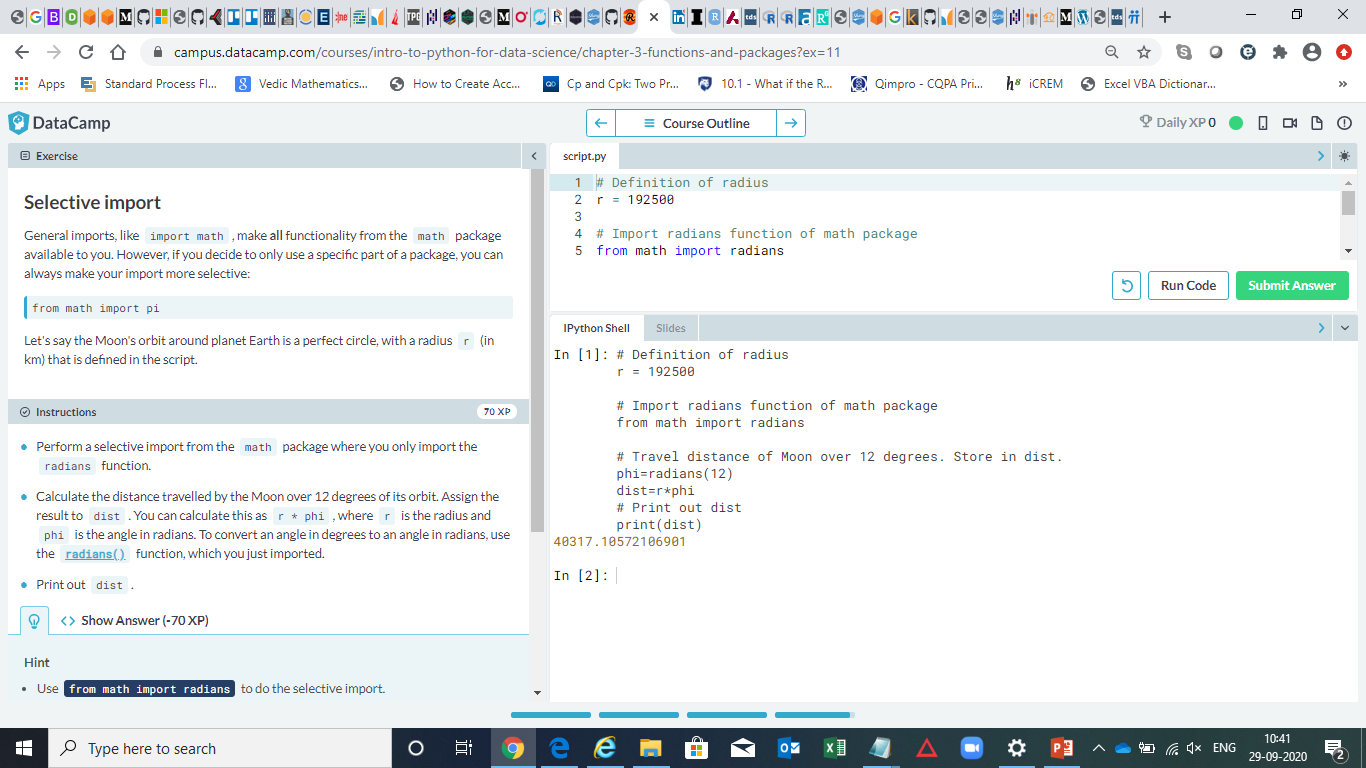 campus.datacamp.com/courses/intro-to-python-for-data-science/chapter-3-functions-and-packages?ex=11
Apps Standard Process Fl... Vedic Mathematics... How to Create Acc... Cp and Cpk: Two Pr... 10.1 - What if the R... Qimpro - CQPA Pri... iCREM Excel VBA Dictionar... »
DataCamp
Course Outline
Daily XP 0
Exercise
Selective import
General imports, like import math , make all functionality from the math package
available to you. However, if you decide to only use a specific part of a package, you can
always make your import more selective:
from math import pi
Let's say the Moon's orbit around planet Earth is a perfect circle, with a radius r (in
km) that is defined in the script.
Instructions
70 XP
• Perform a selective import from the math package where you only import the
radians function.
• Calculate the distance travelled by the Moon over 12 degrees of its orbit. Assign the
result to dist . You can calculate this as r * phi , where r is the radius and
phi is the angle in radians. To convert an angle in degrees to an angle in radians, use
the radians() function, which you just imported.
• Print out dist .
<> Show Answer (-70 XP)
Hint
• Use from math import radians to do the selective import.
script.py
1 # Definition of radius
2 r = 192500
3
4 # Import radians function of math package
5 from math import radians
Run Code
Submit Answer
IPython Shell
Slides
In [1]: # Definition of radius
r = 192500
# Import radians function of math package
from math import radians
# Travel distance of Moon over 12 degrees. Store in dist.
phi=radians(12)
dist=r*phi
# Print out dist
print(dist)
40317.10572106901
In [2]:
Type here to search
ENG
10:41
29-09-2020
2